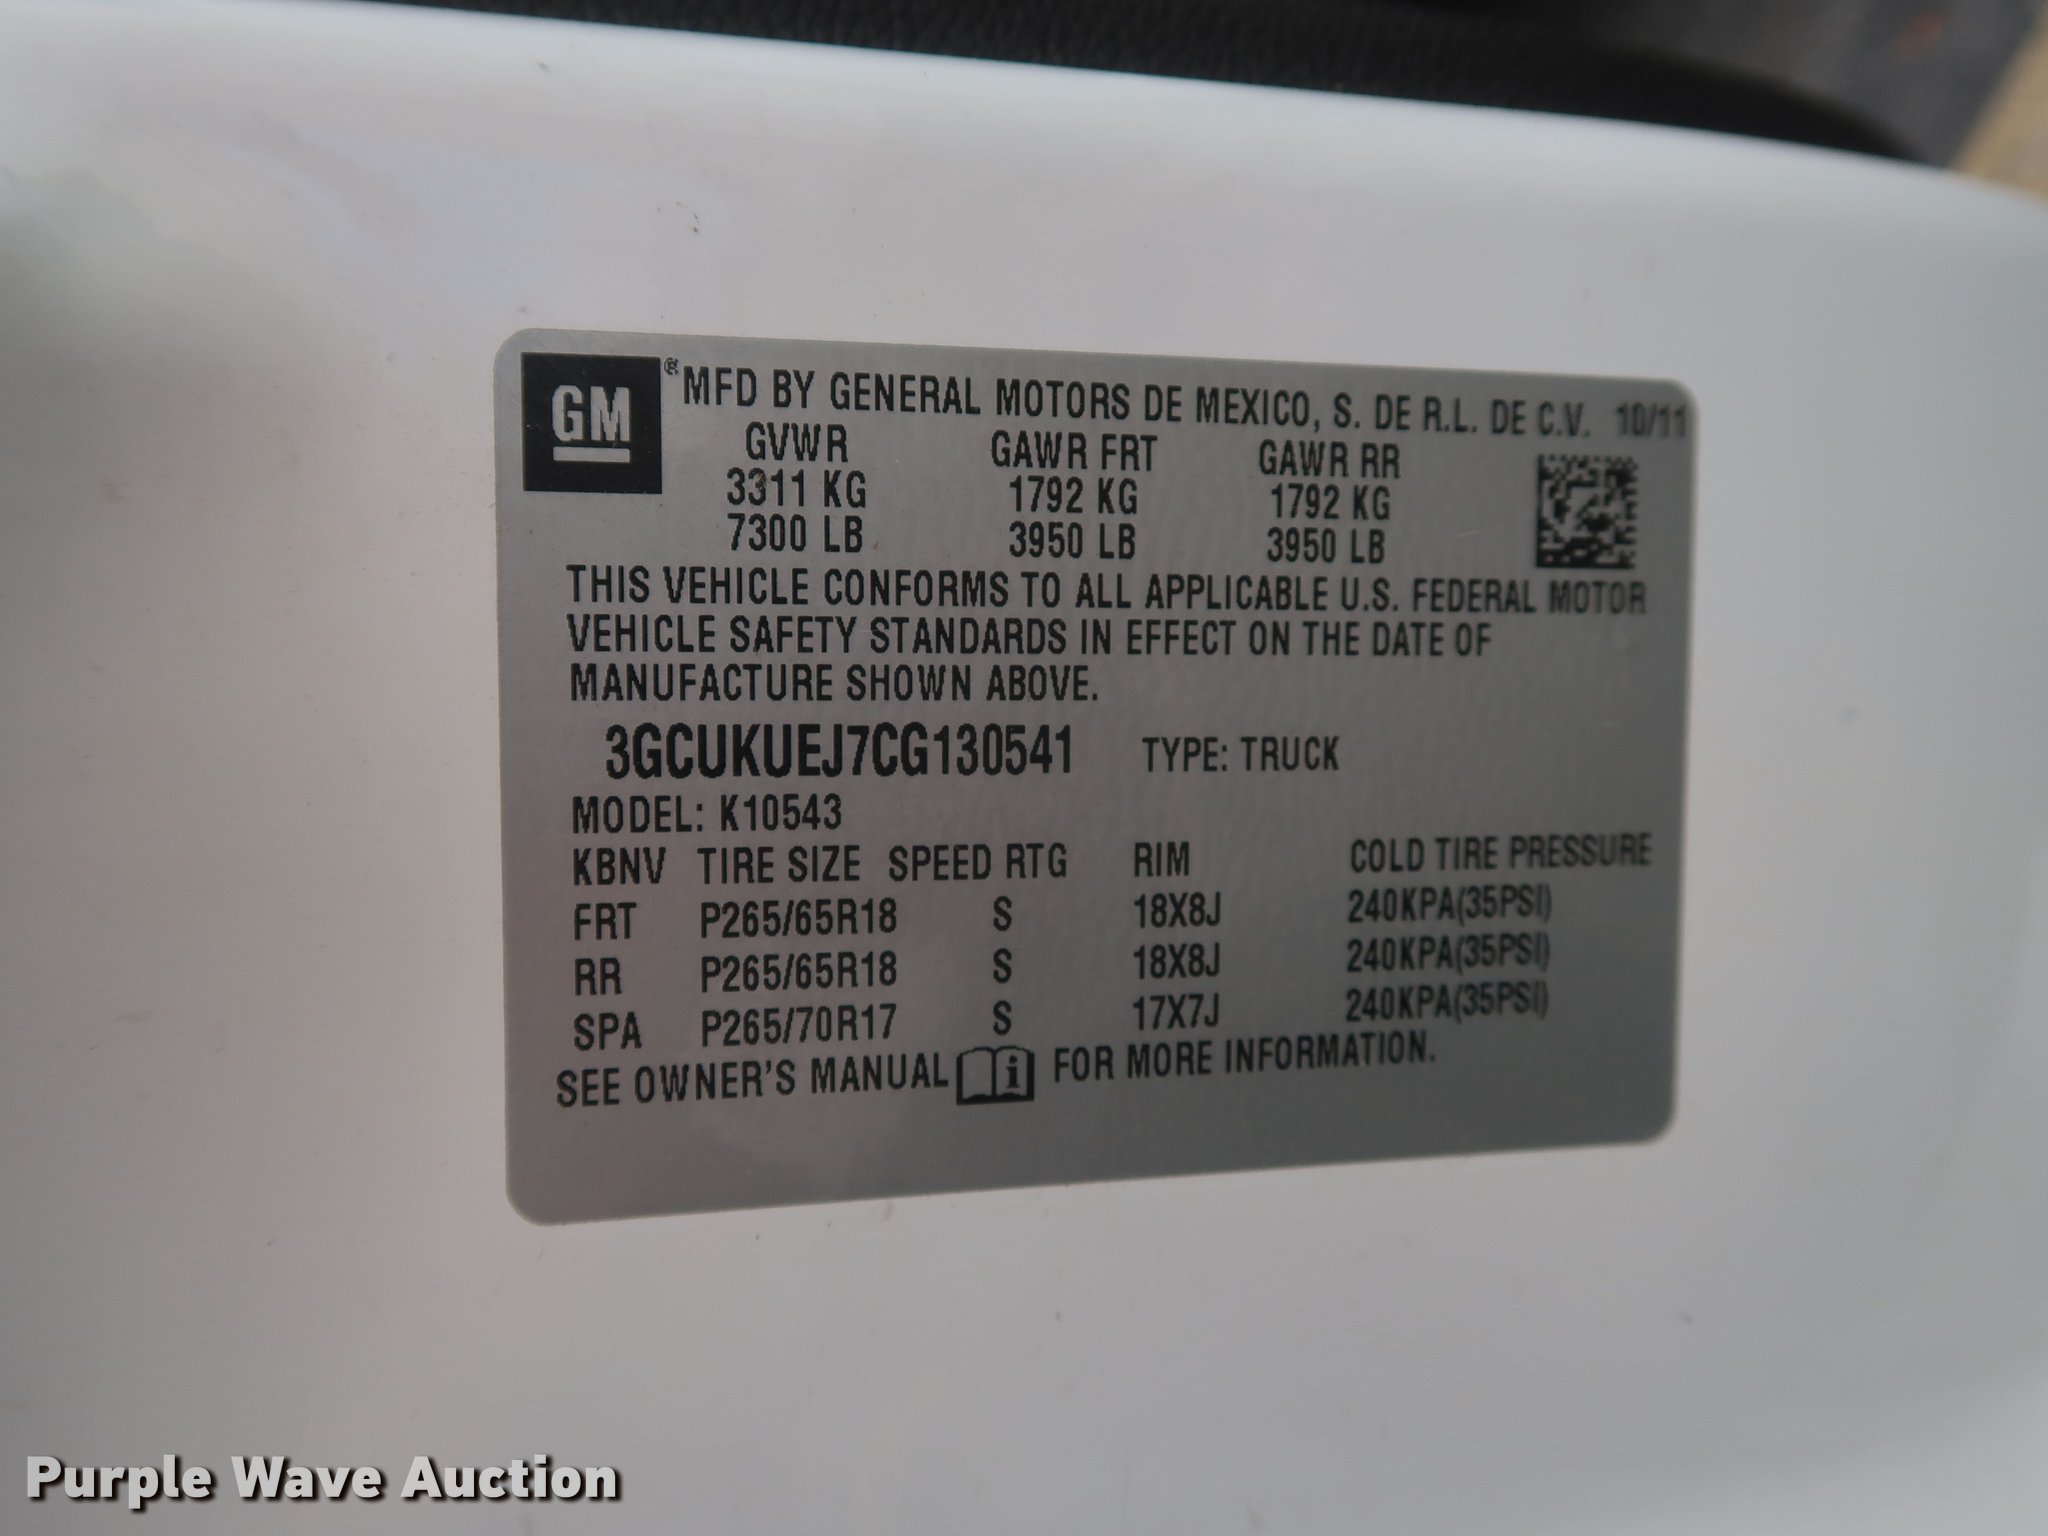 GM ® MFD BY GENERAL MOTORS DE MEXICO, S. DE R.L. DE C.V. 10/11
GVWR GAWR FRT GAWR RR
3311 KG 1792 KG 1792 KG
7300 LB 3950 LB 3950 LB
THIS VEHICLE CONFORMS TO ALL APPLICABLE U.S. FEDERAL MOTOR
VEHICLE SAFETY STANDARDS IN EFFECT ON THE DATE OF
MANUFACTURE SHOWN ABOVE.
3GCUKUEJ7CG130541 TYPE: TRUCK
MODEL: K10543
KBNV TIRE SIZE SPEED RTG RIM COLD TIRE PRESSURE
FRT P265/65R18 S 18X8J 240KPA(35PSI)
RR P265/65R18 S 18X8J 240KPA(35PSI)
SPA P265/70R17 S 17X7J 240KPA(35PSI)
SEE OWNER'S MANUAL i FOR MORE INFORMATION.
Purple Wave Auction